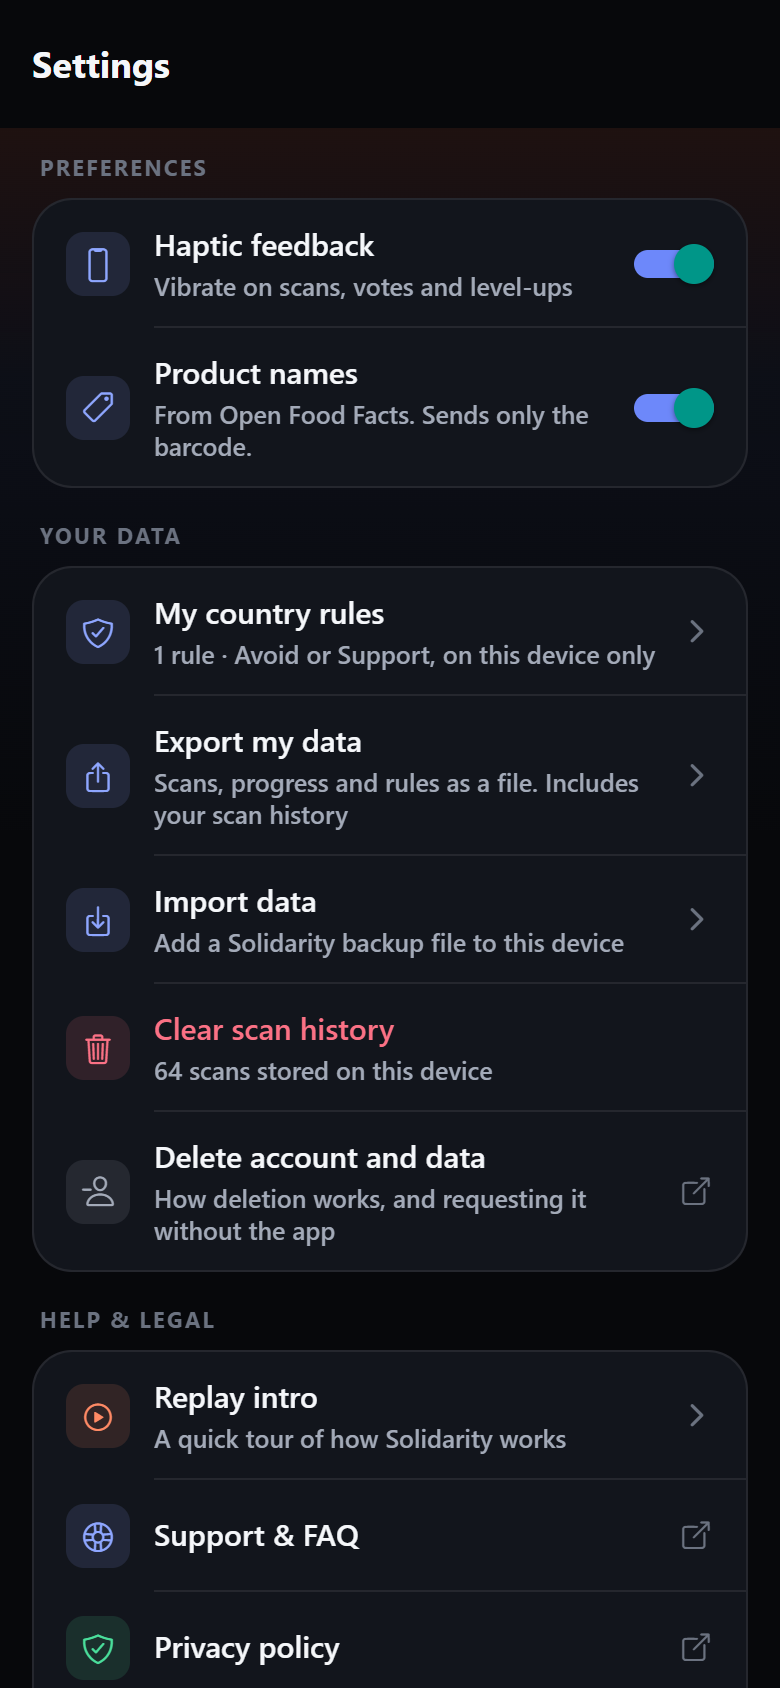 Settings
PREFERENCES
Haptic feedback
Vibrate on scans, votes and level-ups
Product names
From Open Food Facts. Sends only the
barcode.
YOUR DATA
My country rules
1 rule · Avoid or Support, on this device only
Export my data
Scans, progress and rules as a file. Includes
your scan history
Import data
Add a Solidarity backup file to this device
Clear scan history
64 scans stored on this device
Delete account and data
How deletion works, and requesting it
without the app
HELP & LEGAL
Replay intro
A quick tour of how Solidarity works
Support & FAQ
Privacy policy